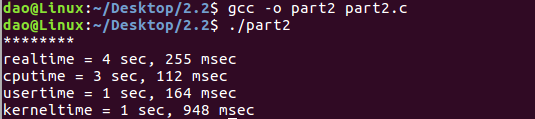 dao@Linux:~/Desktop/2.2$ gcc -o part2 part2.c
dao@Linux:~/Desktop/2.2$ ./part2
********
realtime = 4 sec, 255 msec
cputime = 3 sec, 112 msec
usertime = 1 sec, 164 msec
kerneltime = 1 sec, 948 msec